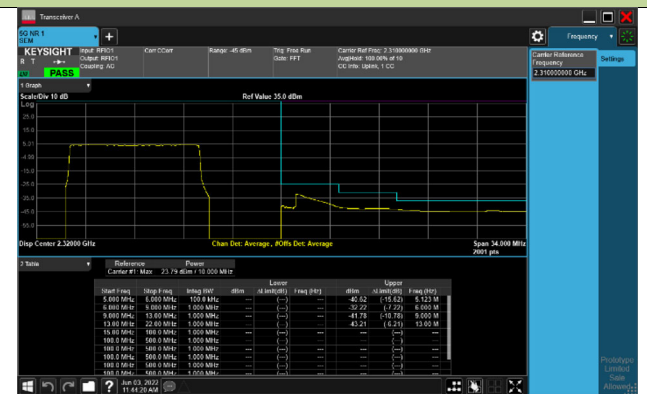 Transceiver A
5G NR 1
SEM
+
Frequency
KEYSIGHT
R T
PASS
Input: RFIO1
Output: RFIO1
Coupling: AC
Corr CCorr
Range: -45 dBm
Trig: Free Run
Gate: FFT
Carrier Ref Freq: 2.310000000 GHz
Avg|Hold: 100.00% of 10
CC Info: Uplink, 1 CC
Carrier Reference
Frequency
2.310000000 GHz
Settings
1 Graph
Scale/Div 10 dB
Ref Value 35.0 dBm
Log
25.0
15.0
-15.0
-25.0
-35.0
-45.0
Disp Center 2.32000 GHz
Chan Det: Average, #Offs Det: Average
Span 34.000 MHz
2001 pts
2 Table
Reference Power
Carrier #1: Max 23.79 dBm / 10.000 MHz
Lower Upper
Start Freq Stop Freq Integ BW dBm ΔLimit(dB) Freq (Hz) dBm ΔLimit(dB) Freq (Hz)
5.000 MHz 6.000 MHz 100.0 kHz --- (---) --- -40.62 (-15.62) 5.123 M
6.000 MHz 9.000 MHz 1.000 MHz --- (---) --- -32.22 (-7.22) 6.000 M
9.000 MHz 13.00 MHz 1.000 MHz --- (---) --- -41.78 (-10.78) 9.000 M
13.00 MHz 22.60 MHz 1.000 MHz --- (---) --- -43.21 (-6.21) 13.00 M
15.00 MHz 100.0 MHz 1.000 MHz --- (---) --- --- (---) ---
100.0 MHz 500.0 MHz 1.000 MHz --- (---) --- --- (---) ---
100.0 MHz 500.0 MHz 1.000 MHz --- (---) --- --- (---) ---
100.0 MHz 500.0 MHz 1.000 MHz --- (---) --- --- (---) ---
100.0 MHz 500.0 MHz 1.000 MHz --- (---) --- --- (---) ---
Prototype
Limited
Sale
Allowed
?
Jun 03, 2022
11:44:20 AM